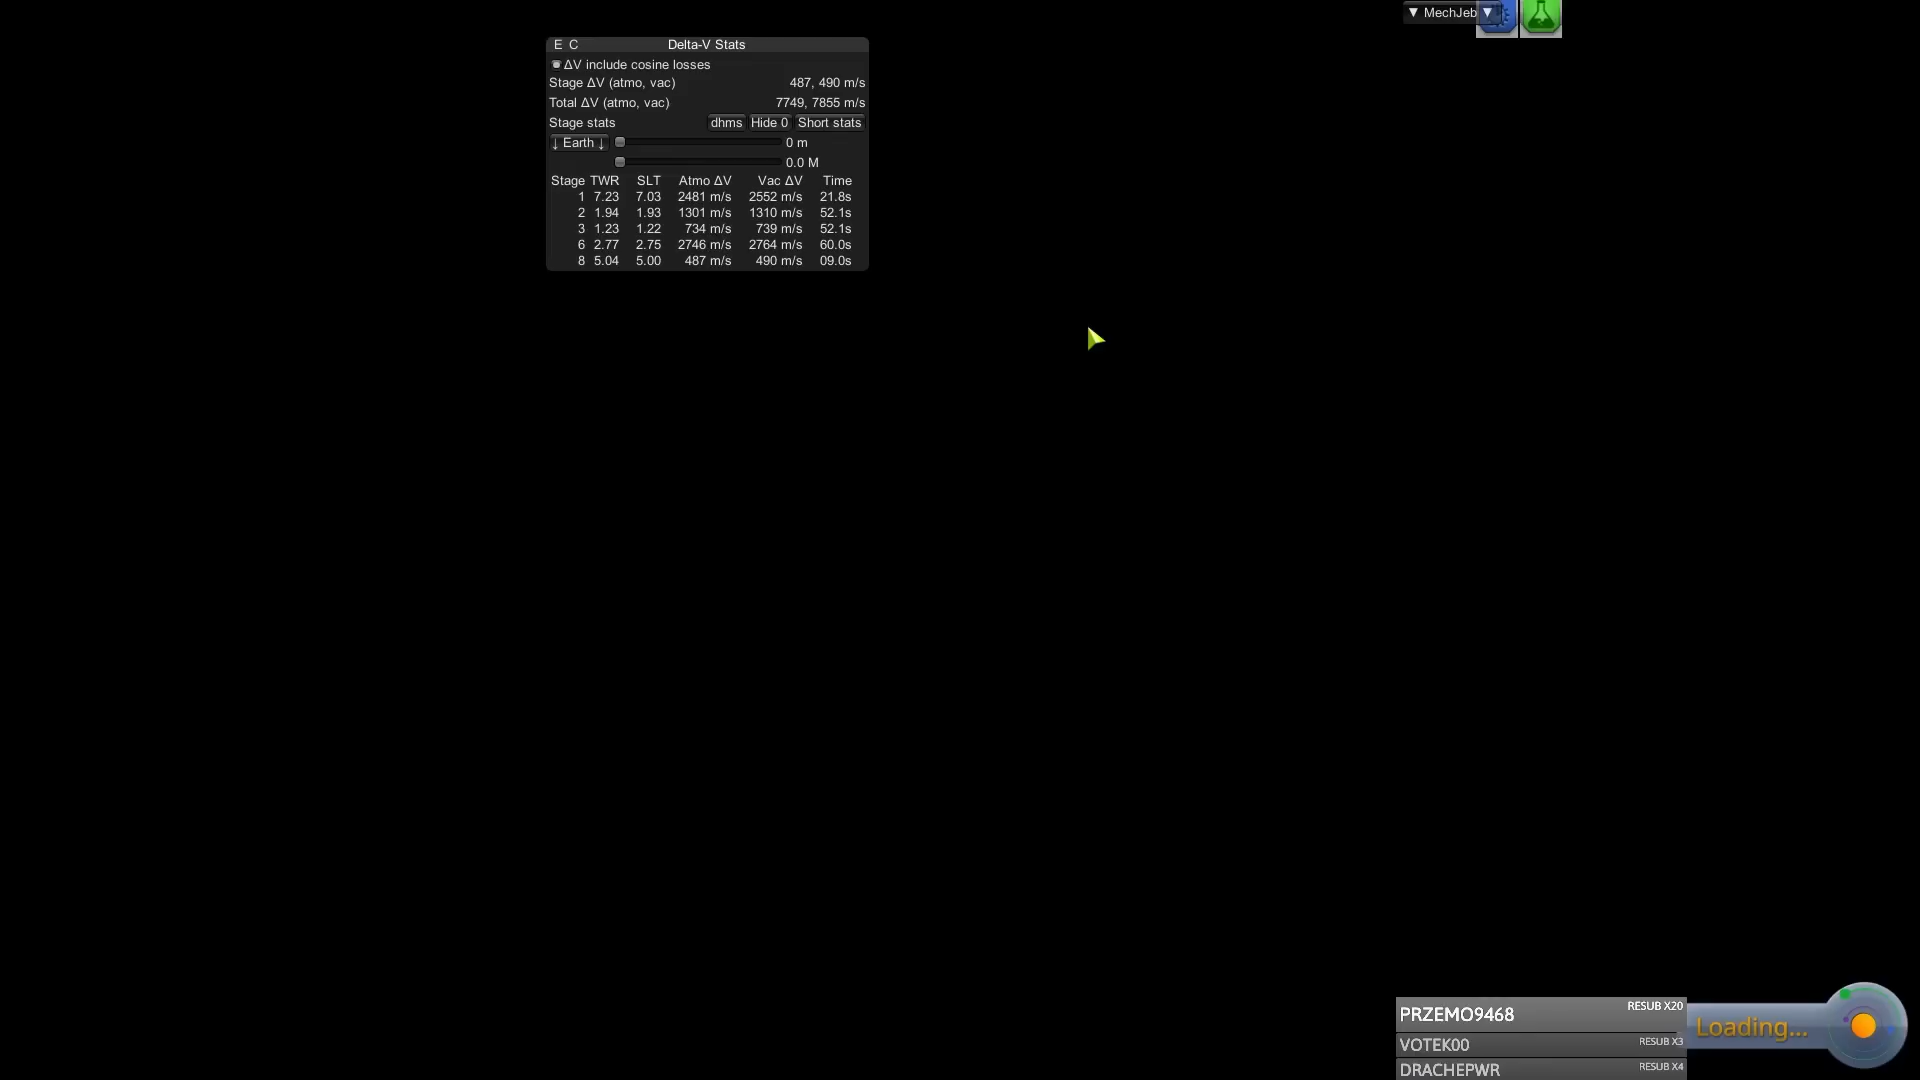 ▼ MechJeb ▼
E C Delta-V Stats
ΔV include cosine losses
Stage ΔV (atmo, vac) 487, 490 m/s
Total ΔV (atmo, vac) 7749, 7855 m/s
Stage stats dhms Hide 0 Short stats
↓ Earth ↓ 0 m
0.0 M
Stage TWR SLT Atmo ΔV Vac ΔV Time
1 7.23 7.03 2481 m/s 2552 m/s 21.8s
2 1.94 1.93 1301 m/s 1310 m/s 52.1s
3 1.23 1.22 734 m/s 739 m/s 52.1s
6 2.77 2.75 2746 m/s 2764 m/s 60.0s
8 5.04 5.00 487 m/s 490 m/s 09.0s
PRZEMO9468 RESUB X20
Loading...
VOTEK00 RESUB X3
DRACHEPWR RESUB X4